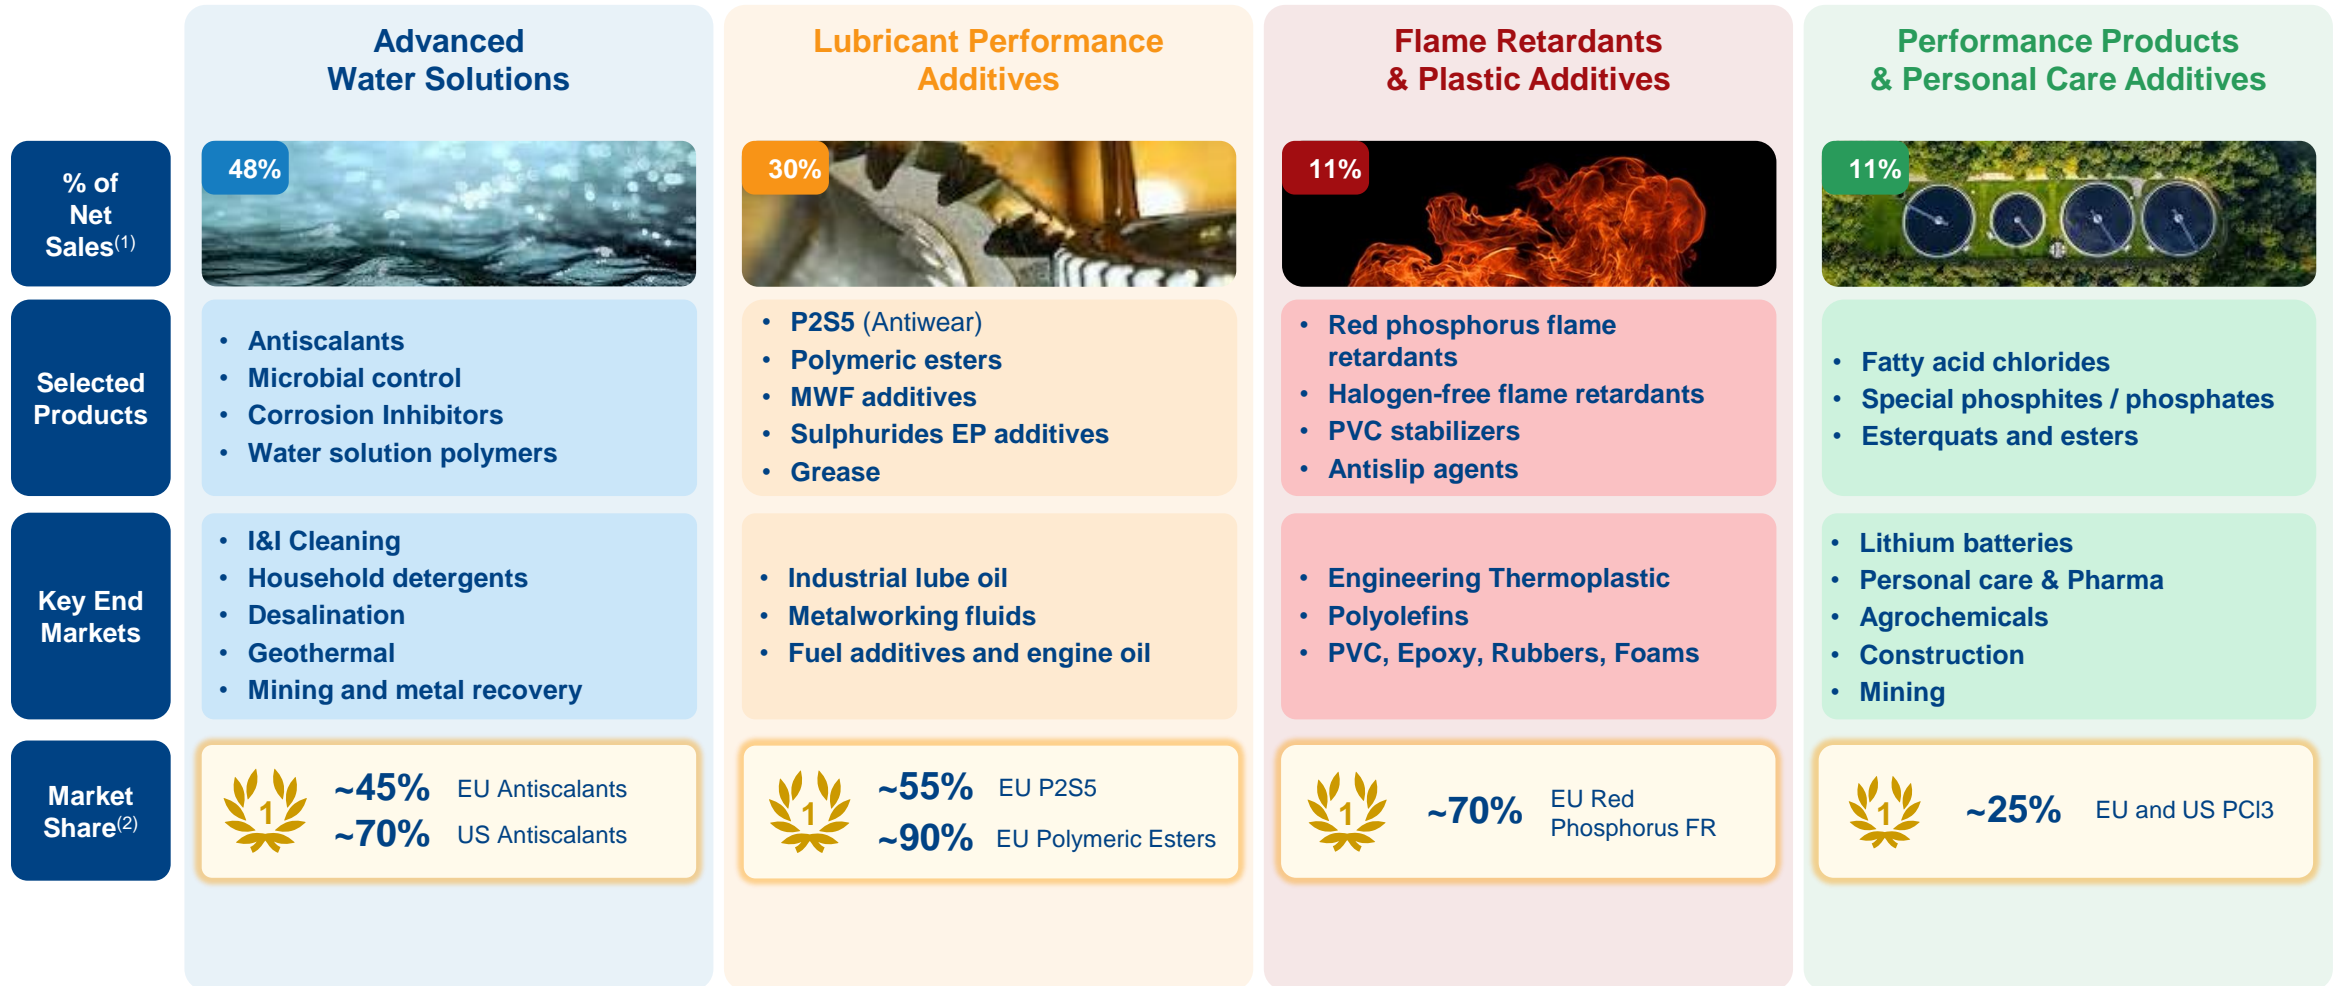 Advanced
Water Solutions
Lubricant Performance
Additives
Flame Retardants
& Plastic Additives
Performance Products
& Personal Care Additives
% of
Net
Sales(1)
48%
30%
11%
11%
Selected
Products
• Antiscalants
• Microbial control
• Corrosion Inhibitors
• Water solution polymers
• P2S5 (Antiwear)
• Polymeric esters
• MWF additives
• Sulphurides EP additives
• Grease
• Red phosphorus flame
retardants
• Halogen-free flame retardants
• PVC stabilizers
• Antislip agents
• Fatty acid chlorides
• Special phosphites / phosphates
• Esterquats and esters
Key End
Markets
• I&I Cleaning
• Household detergents
• Desalination
• Geothermal
• Mining and metal recovery
• Industrial lube oil
• Metalworking fluids
• Fuel additives and engine oil
• Engineering Thermoplastic
• Polyolefins
• PVC, Epoxy, Rubbers, Foams
• Lithium batteries
• Personal care & Pharma
• Agrochemicals
• Construction
• Mining
Market
Share(2)
1
~45% EU Antiscalants
~70% US Antiscalants
1
~55% EU P2S5
~90% EU Polymeric Esters
1
~70% EU Red
Phosphorus FR
1
~25% EU and US PCl3